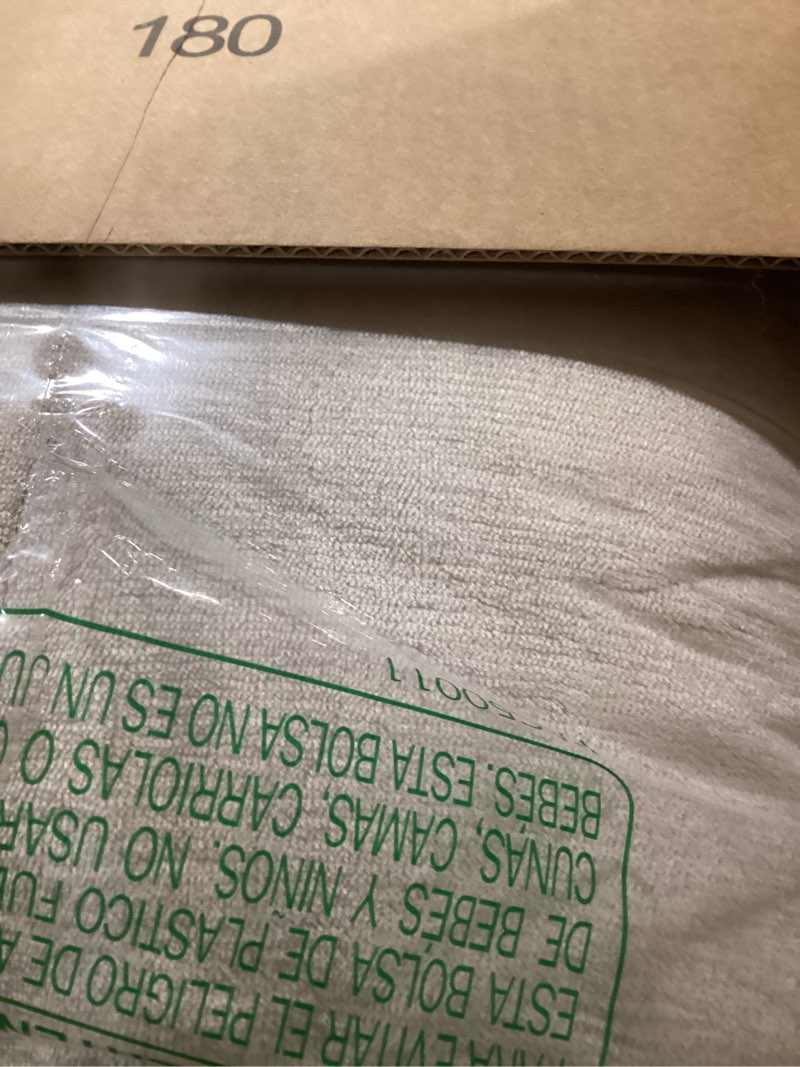 180
EVITAR EL PELIGRO DE
ESTA BOLSA DE PLASTICO
DE BEBÉS Y NIÑOS. NO USAR
CUNAS, CAMAS, CARRIOLAS O
BEBÉS. ESTA BOLSA NO ES UN